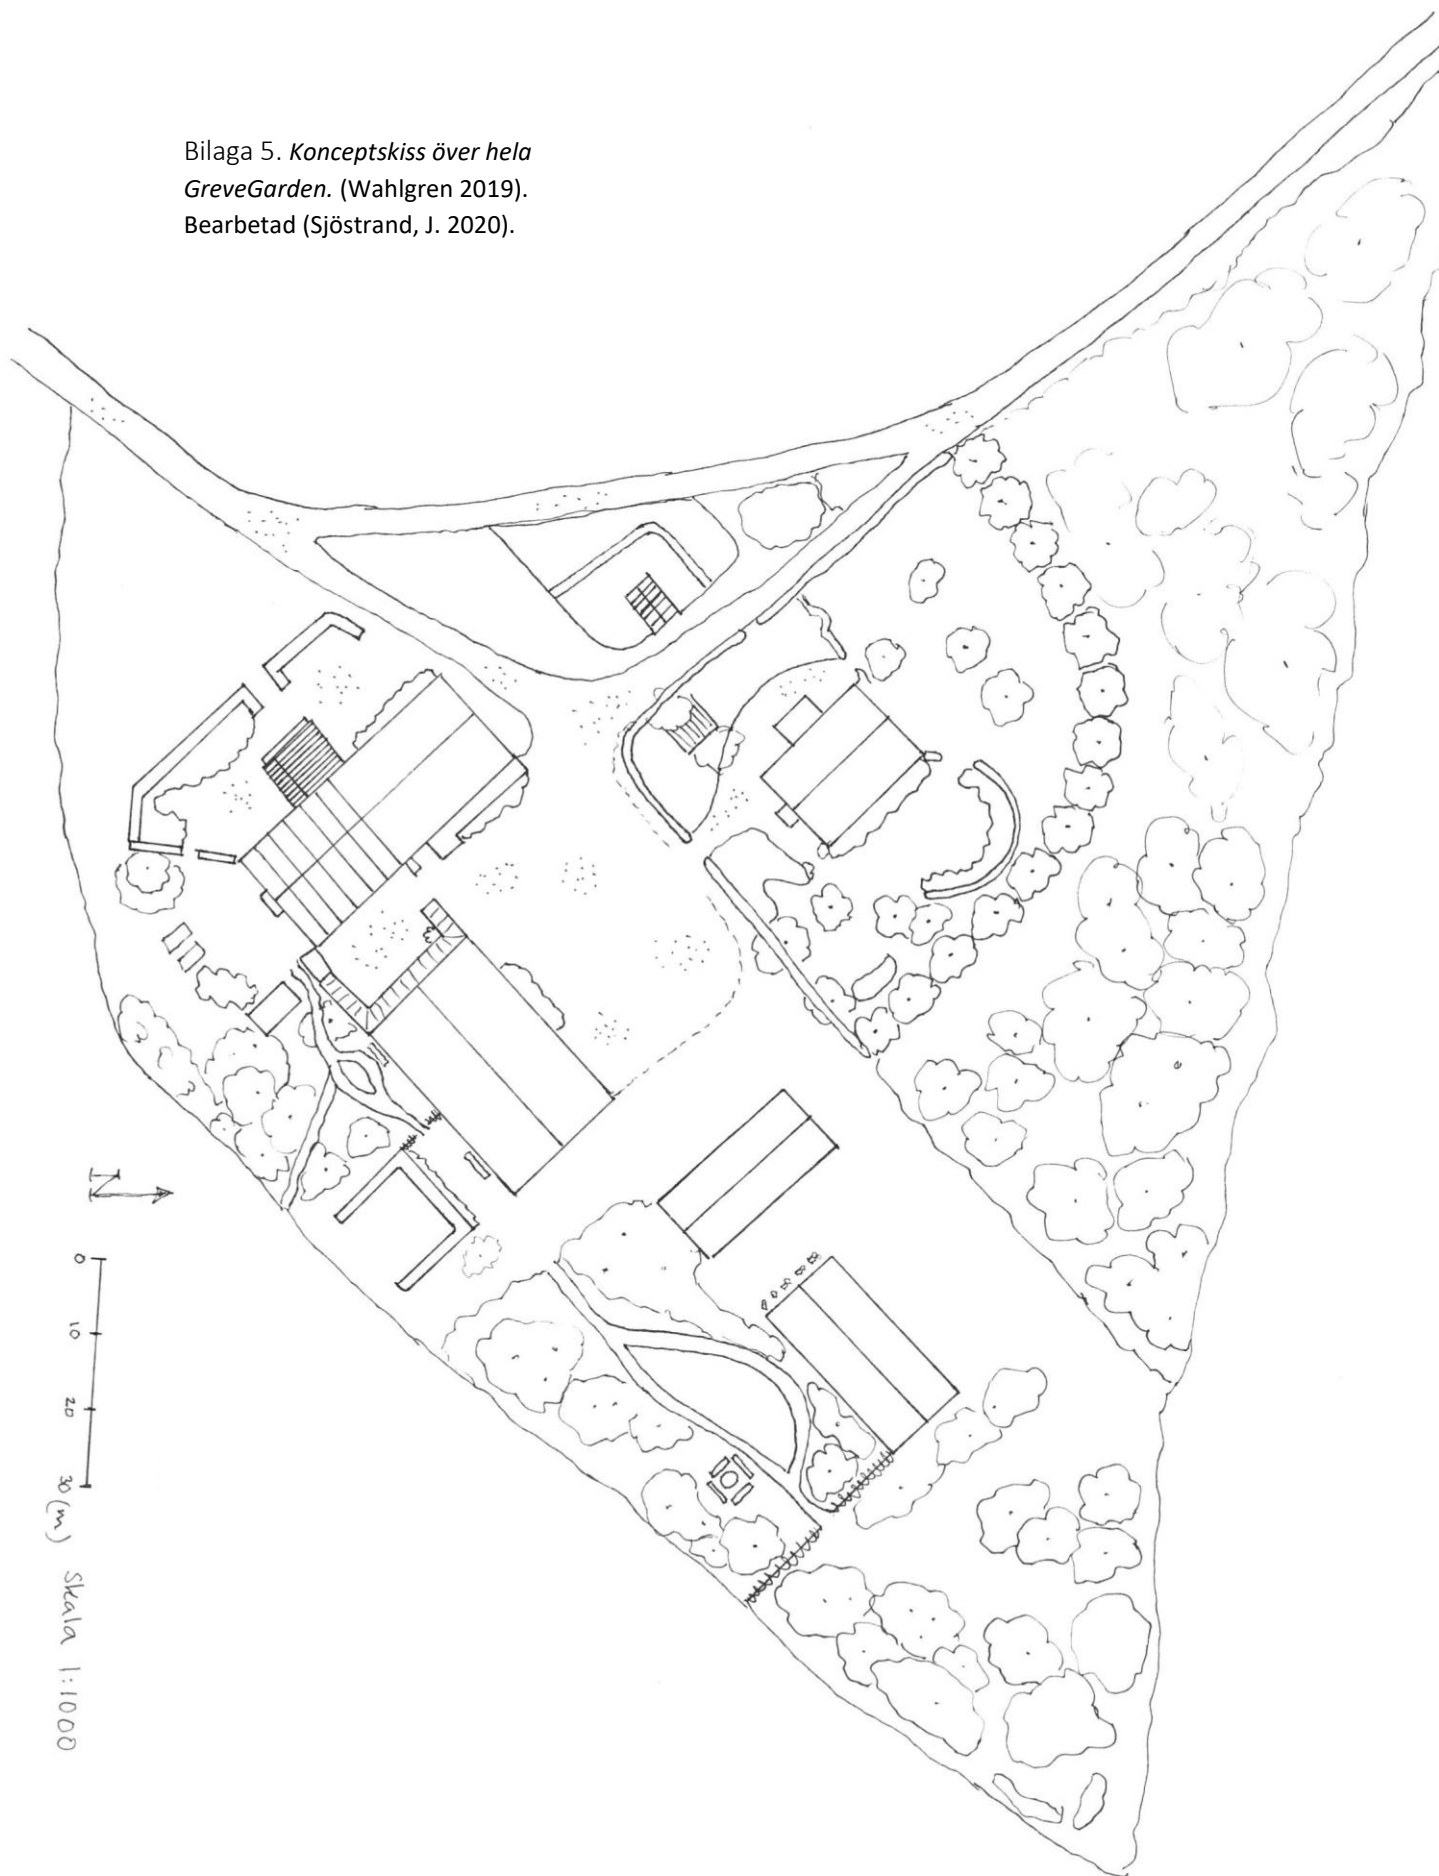 Bilaga 5. Konceptskiss över hela
GreveGarden. (Wahlgren 2019).
Bearbetad (Sjöstrand, J. 2020).
N
0
10
20
30 (m) Skala 1:1000